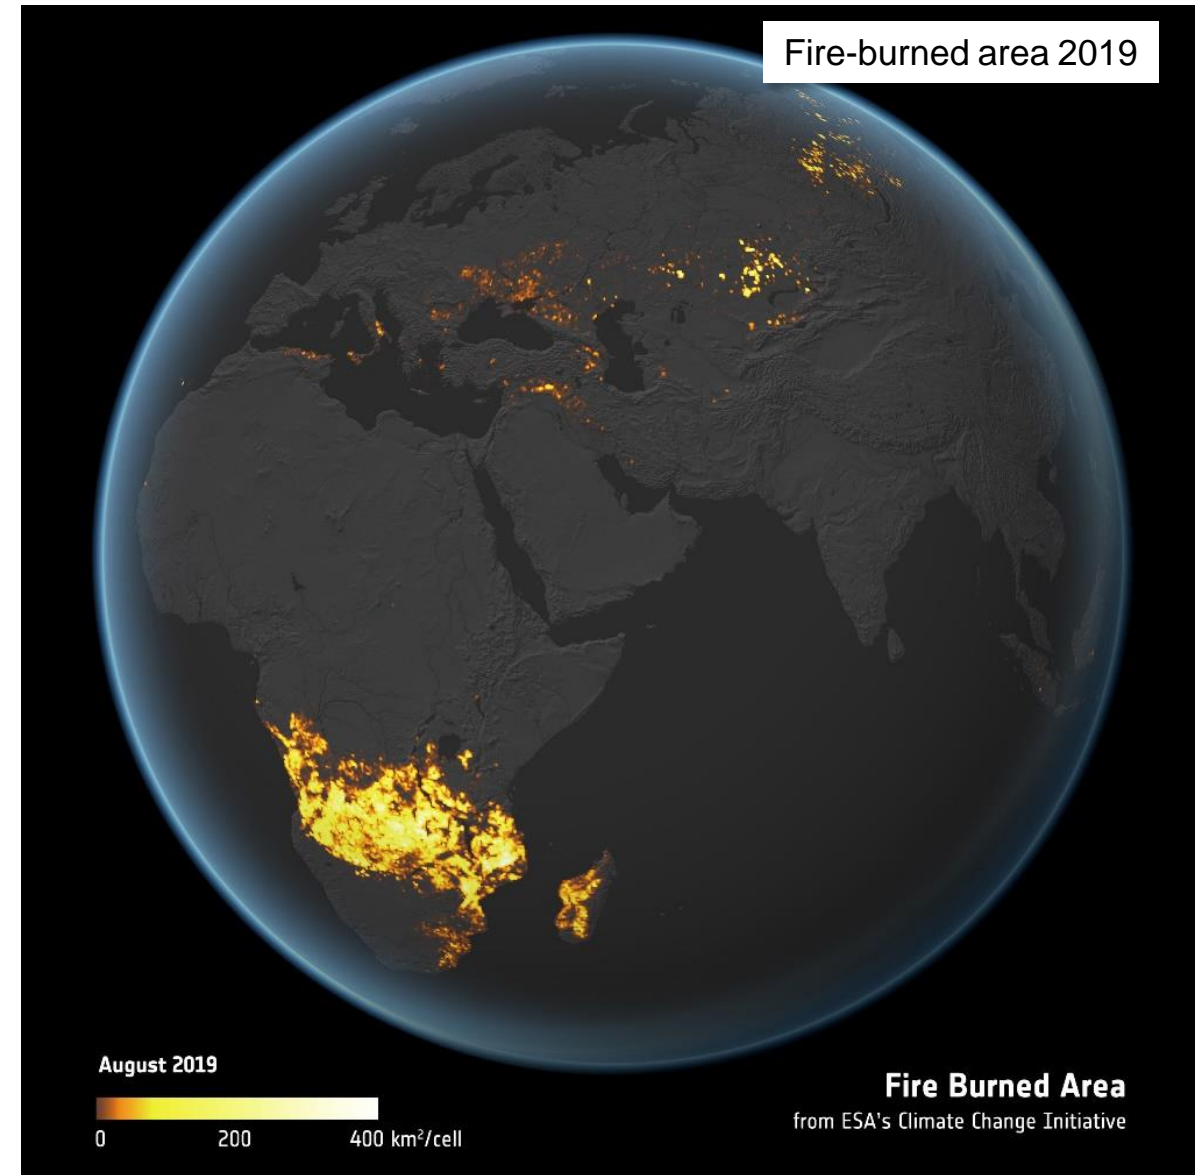 Fire-burned area 2019
August 2019
0 200 400 km²/cell
Fire Burned Area
from ESA's Climate Change Initiative